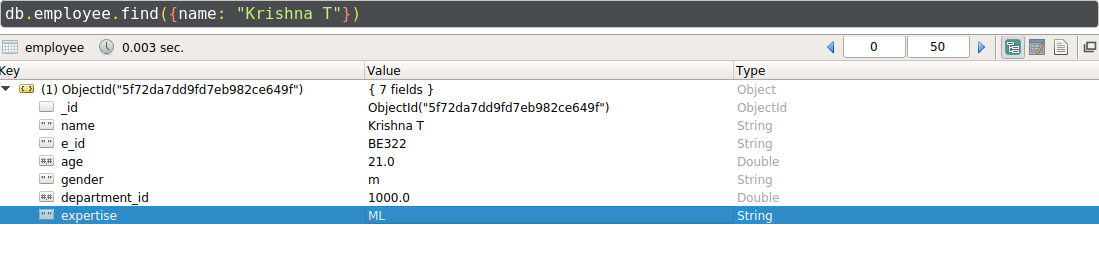 db.employee.find({name: "Krishna T"})
employee 0.003 sec. 0 50
Key Value Type
(1) ObjectId("5f72da7dd9fd7eb982ce649f") { 7 fields } Object
_id ObjectId("5f72da7dd9fd7eb982ce649f") ObjectId
name Krishna T String
e_id BE322 String
age 21.0 Double
gender m String
department_id 1000.0 Double
expertise ML String